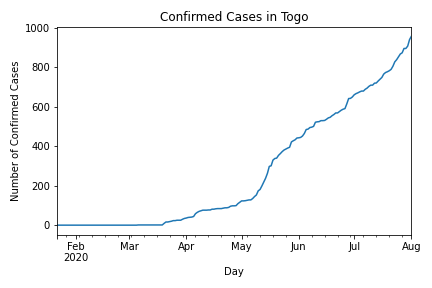 Confirmed Cases in Togo
Number of Confirmed Cases
1000
800
600
400
200
0
Feb Mar Apr May Jun Jul Aug
2020
Day